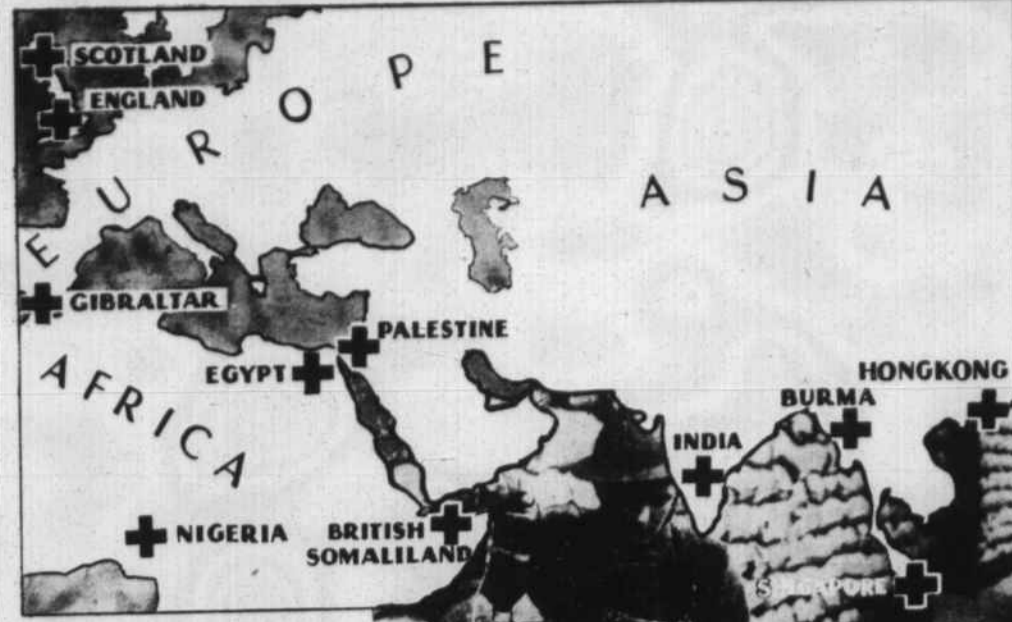 SCOTLAND
ENGLAND
EUROPE
ASIA
GIBRALTAR
PALESTINE
EGYPT
AFRICA
HONGKONG
BURMA
INDIA
NIGERIA
BRITISH
SOMALILAND
SINGAPORE